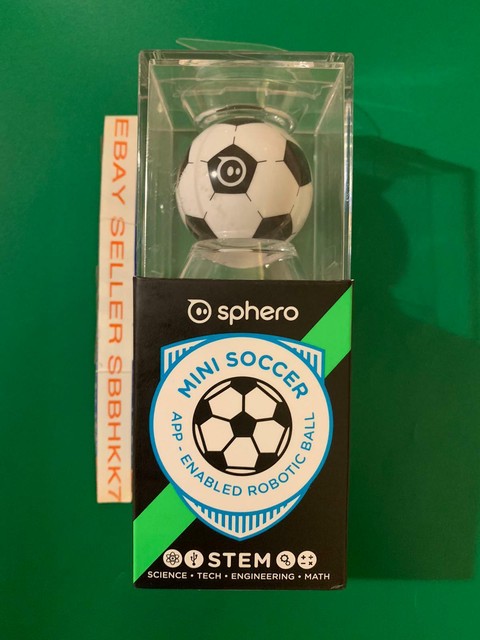 EBAY SELLER SBBHKK7
sphero
MINI SOCCER
APP - ENABLED ROBOTIC BALL
STEM
SCIENCE • TECH • ENGINEERING • MATH